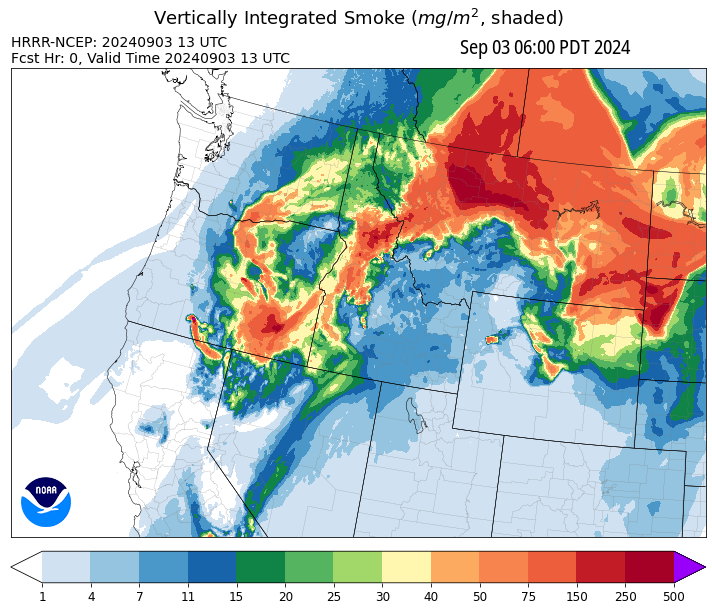 Vertically Integrated Smoke (mg/m², shaded)
HRRR-NCEP: 20240903 13 UTC
Fcst Hr: 0, Valid Time 20240903 13 UTC
Sep 03 06:00 PDT 2024
NOAA
1 4 7 11 15 20 25 30 40 50 75 150 250 500